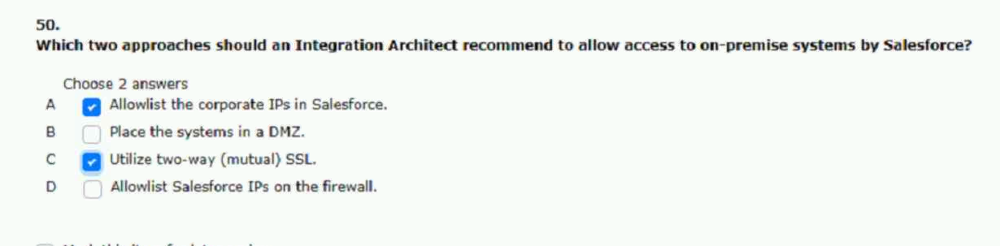 50.
Which two approaches should an Integration Architect recommend to allow access to on-premise systems by Salesforce?
Choose 2 answers
A Allowlist the corporate IPs in Salesforce.
B Place the systems in a DMZ.
C Utilize two-way (mutual) SSL.
D Allowlist Salesforce IPs on the firewall.